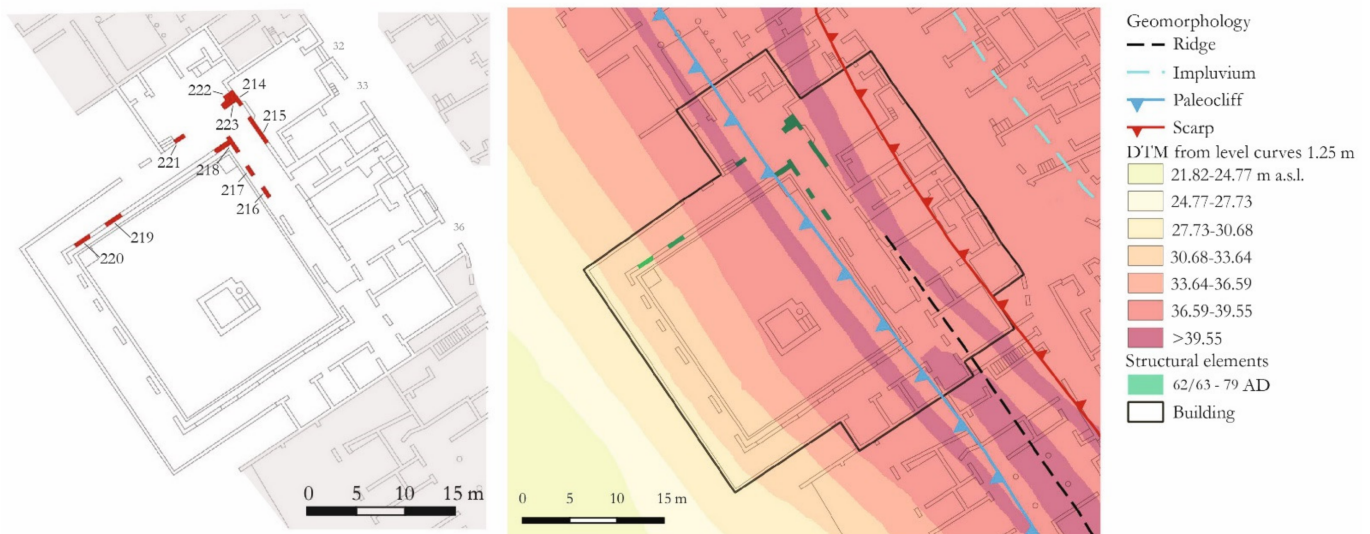 32
33
36
222
214
223
215
221
218
217
216
219
220
0 5 10 15 m
0 5 10 15 m
Geomorphology
Ridge
Impluvium
Paleocliff
Scarp
DTM from level curves 1.25 m
21.82-24.77 m a.s.l.
24.77-27.73
27.73-30.68
30.68-33.64
33.64-36.59
36.59-39.55
>39.55
Structural elements
62/63 - 79 AD
Building